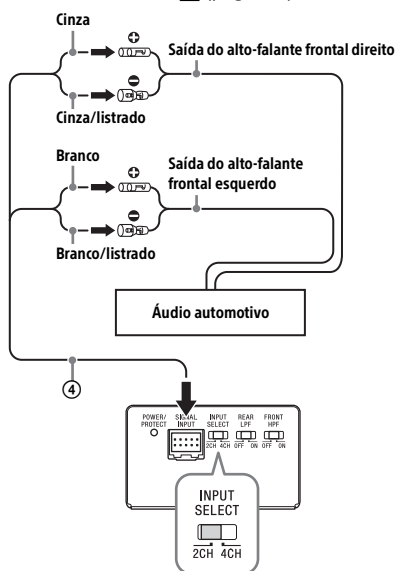 Cinza
Saída do alto-falante frontal direito
Cinza/listrado
Branco
Saída do alto-falante
frontal esquerdo
Branco/listrado
Áudio automotivo
4
POWER/
PROTECT
SIGNAL
INPUT
INPUT
SELECT
2CH 4CH
REAR
LPF
OFF ON
FRONT
HPF
OFF ON
INPUT
SELECT
2CH 4CH